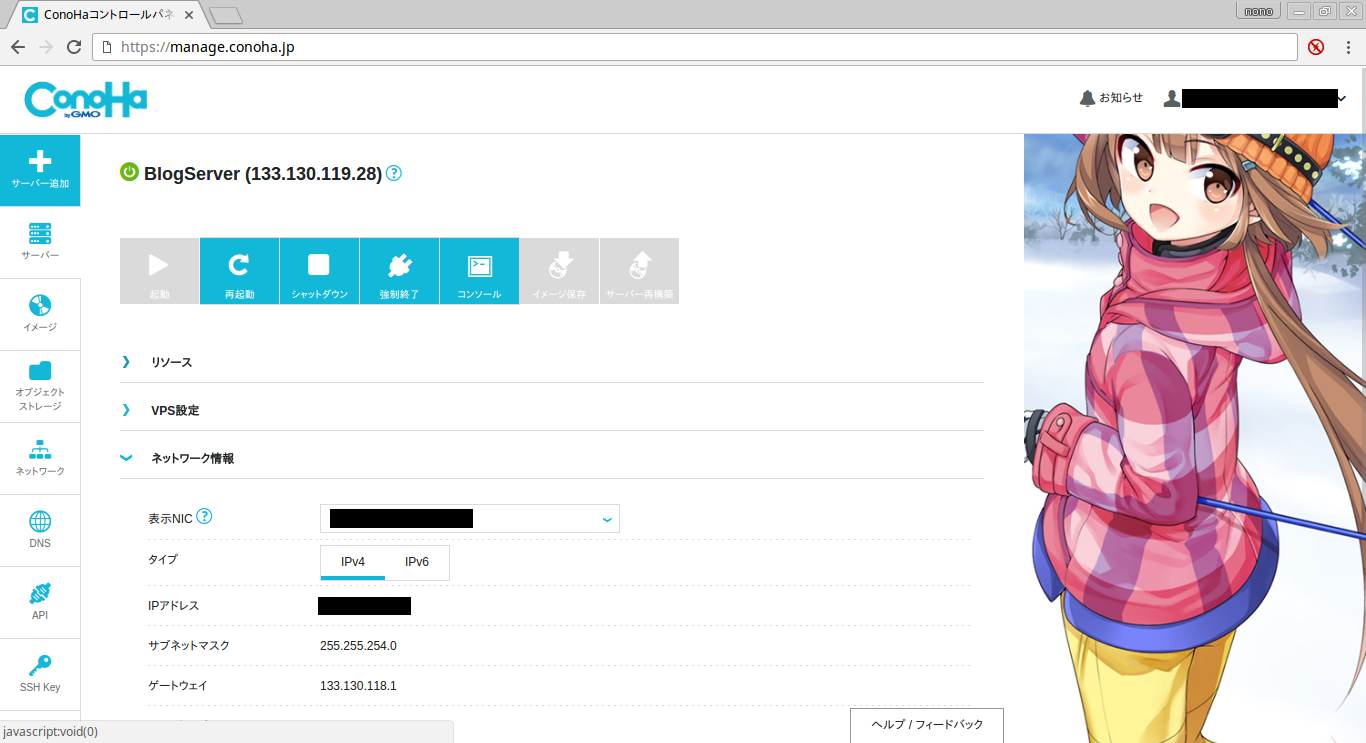 ConoHaコントロールパネ
nono
https://manage.conoha.jp
ConoHa
by GMO
お知らせ
サーバー追加
サーバー
イメージ
オブジェクト
ストレージ
ネットワーク
DNS
API
SSH Key
BlogServer (133.130.119.28)
起動
再起動
シャットダウン
強制終了
コンソール
イメージ保存
サーバー再構築
リソース
VPS設定
ネットワーク情報
表示NIC
タイプ
IPv4
IPv6
IPアドレス
サブネットマスク
255.255.254.0
ゲートウェイ
133.130.118.1
ヘルプ / フィードバック
javascript:void(0)